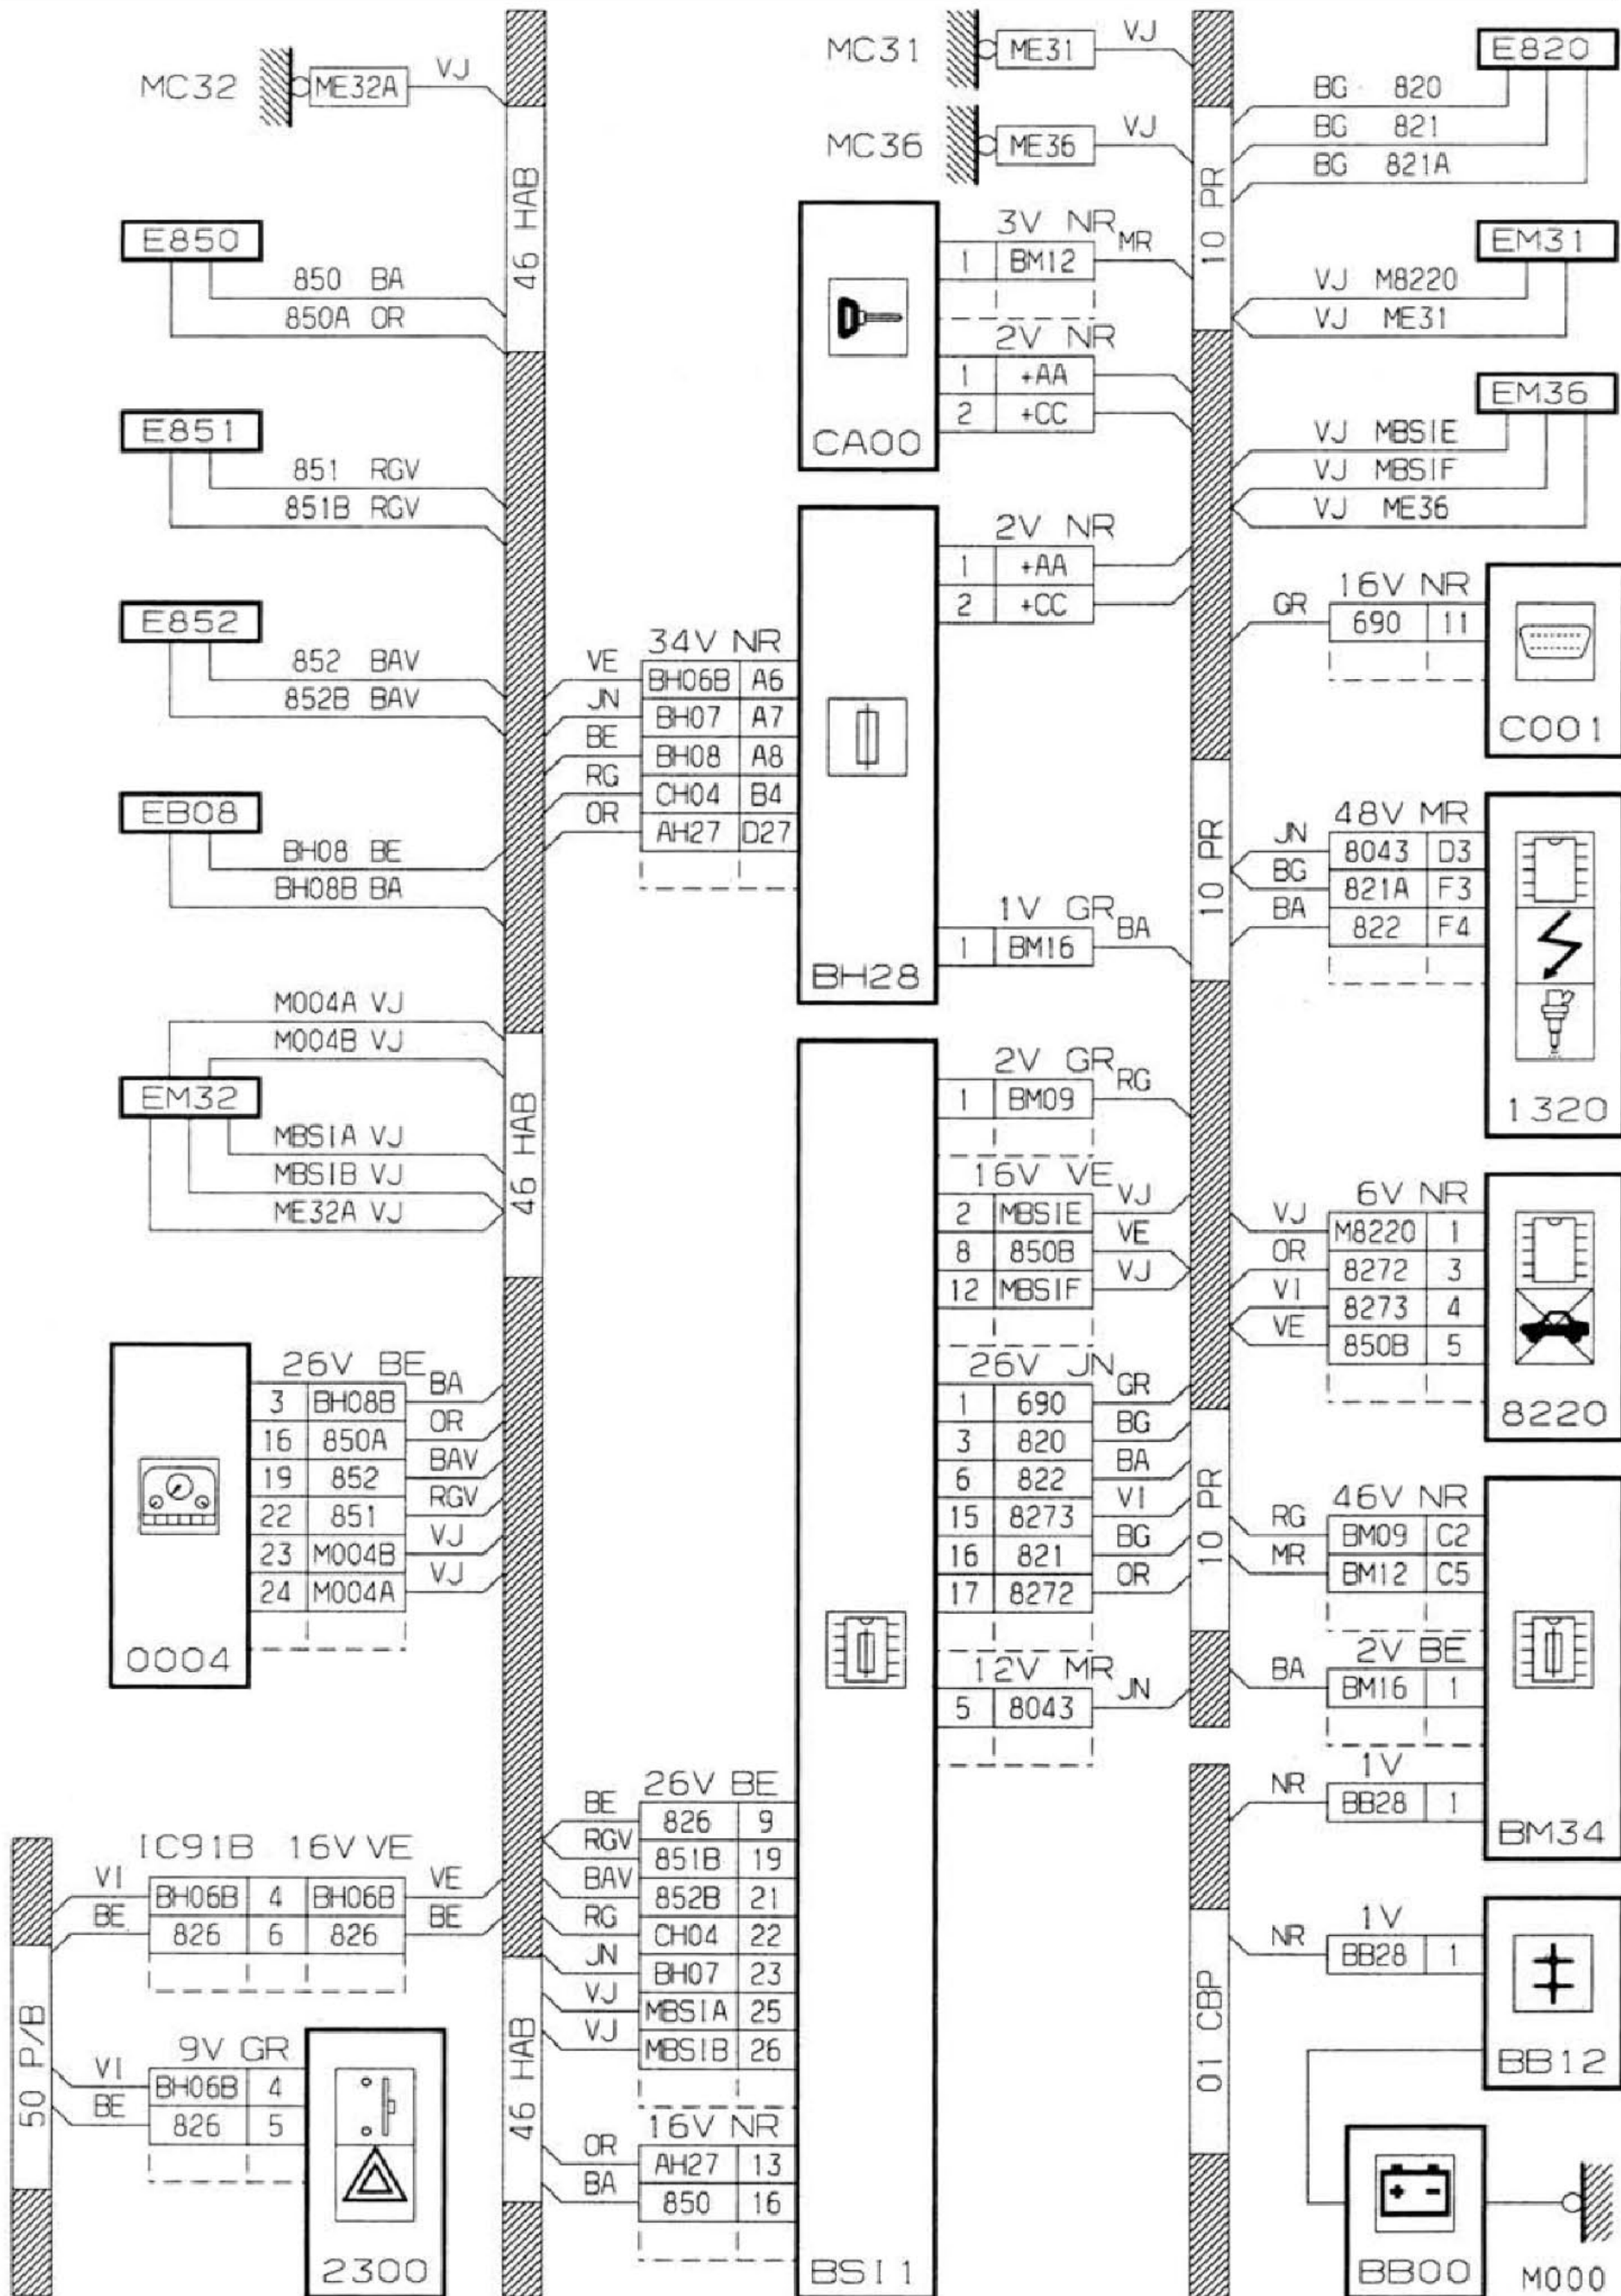 MC32 ME32A VJ
46 HAB
E850
850 BA
850A OR
E851
851 RGV
851B RGV
E852
852 BAV
852B BAV
EB08
BH08 BE
BH08B BA
M004A VJ
M004B VJ
EM32
MBSIA VJ
MBSIB VJ
ME32A VJ
46 HAB
26V BE
3 BH08B BA
16 850A OR
19 852 BAV
22 851 RGV
23 M004B VJ
24 M004A VJ
0004
IC91B 16V VE
VI BH06B 4 BH06B VE
BE 826 6 826 BE
50 P/B
9V GR
VI BH06B 4
BE 826 5
2300
46 HAB
MC31 ME31 VJ
MC36 ME36 VJ
3V NR
1 BM12 MR
2V NR
1 +AA
2 +CC
CA00
2V NR
1 +AA
2 +CC
34V NR
VE BH06B A6
JN BH07 A7
BE BH08 A8
RG CH04 B4
OR AH27 D27
1V GR
1 BM16 BA
BH28
2V GR
1 BM09 RG
16V VE
2 MBSIE VJ
8 850B VE
12 MBSIF VJ
26V JN
1 690 GR
3 820 BG
6 822 BA
15 8273 VI
16 821 BG
17 8272 OR
12V MR
5 8043 JN
26V BE
BE 826 9
RGV 851B 19
BAV 852B 21
RG CH04 22
JN BH07 23
VJ MBSIA 25
VJ MBSIB 26
16V NR
OR AH27 13
BA 850 16
BSI1
10 PR
10 PR
10 PR
01 CBP
E820
BG 820
BG 821
BG 821A
EM31
VJ M8220
VJ ME31
EM36
VJ MBSIE
VJ MBSIF
VJ ME36
16V NR
GR 690 11
C001
48V MR
JN 8043 D3
BG 821A F3
BA 822 F4
1320
6V NR
VJ M8220 1
OR 8272 3
VI 8273 4
VE 850B 5
8220
46V NR
RG BM09 C2
MR BM12 C5
2V BE
BA BM16 1
1V
NR BB28 1
BM34
1V
NR BB28 1
BB12
+ -
BB00
M000